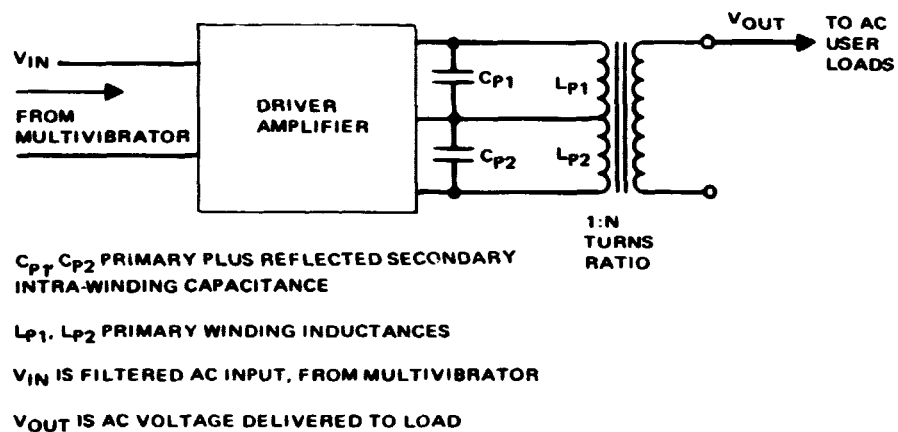 VIN
FROM
MULTIVIBRATOR
DRIVER
AMPLIFIER
CP1
CP2
LP1
LP2
1:N
TURNS
RATIO
VOUT
TO AC
USER
LOADS
CP1, CP2 PRIMARY PLUS REFLECTED SECONDARY
INTRA-WINDING CAPACITANCE
LP1, LP2 PRIMARY WINDING INDUCTANCES
VIN IS FILTERED AC INPUT, FROM MULTIVIBRATOR
VOUT IS AC VOLTAGE DELIVERED TO LOAD